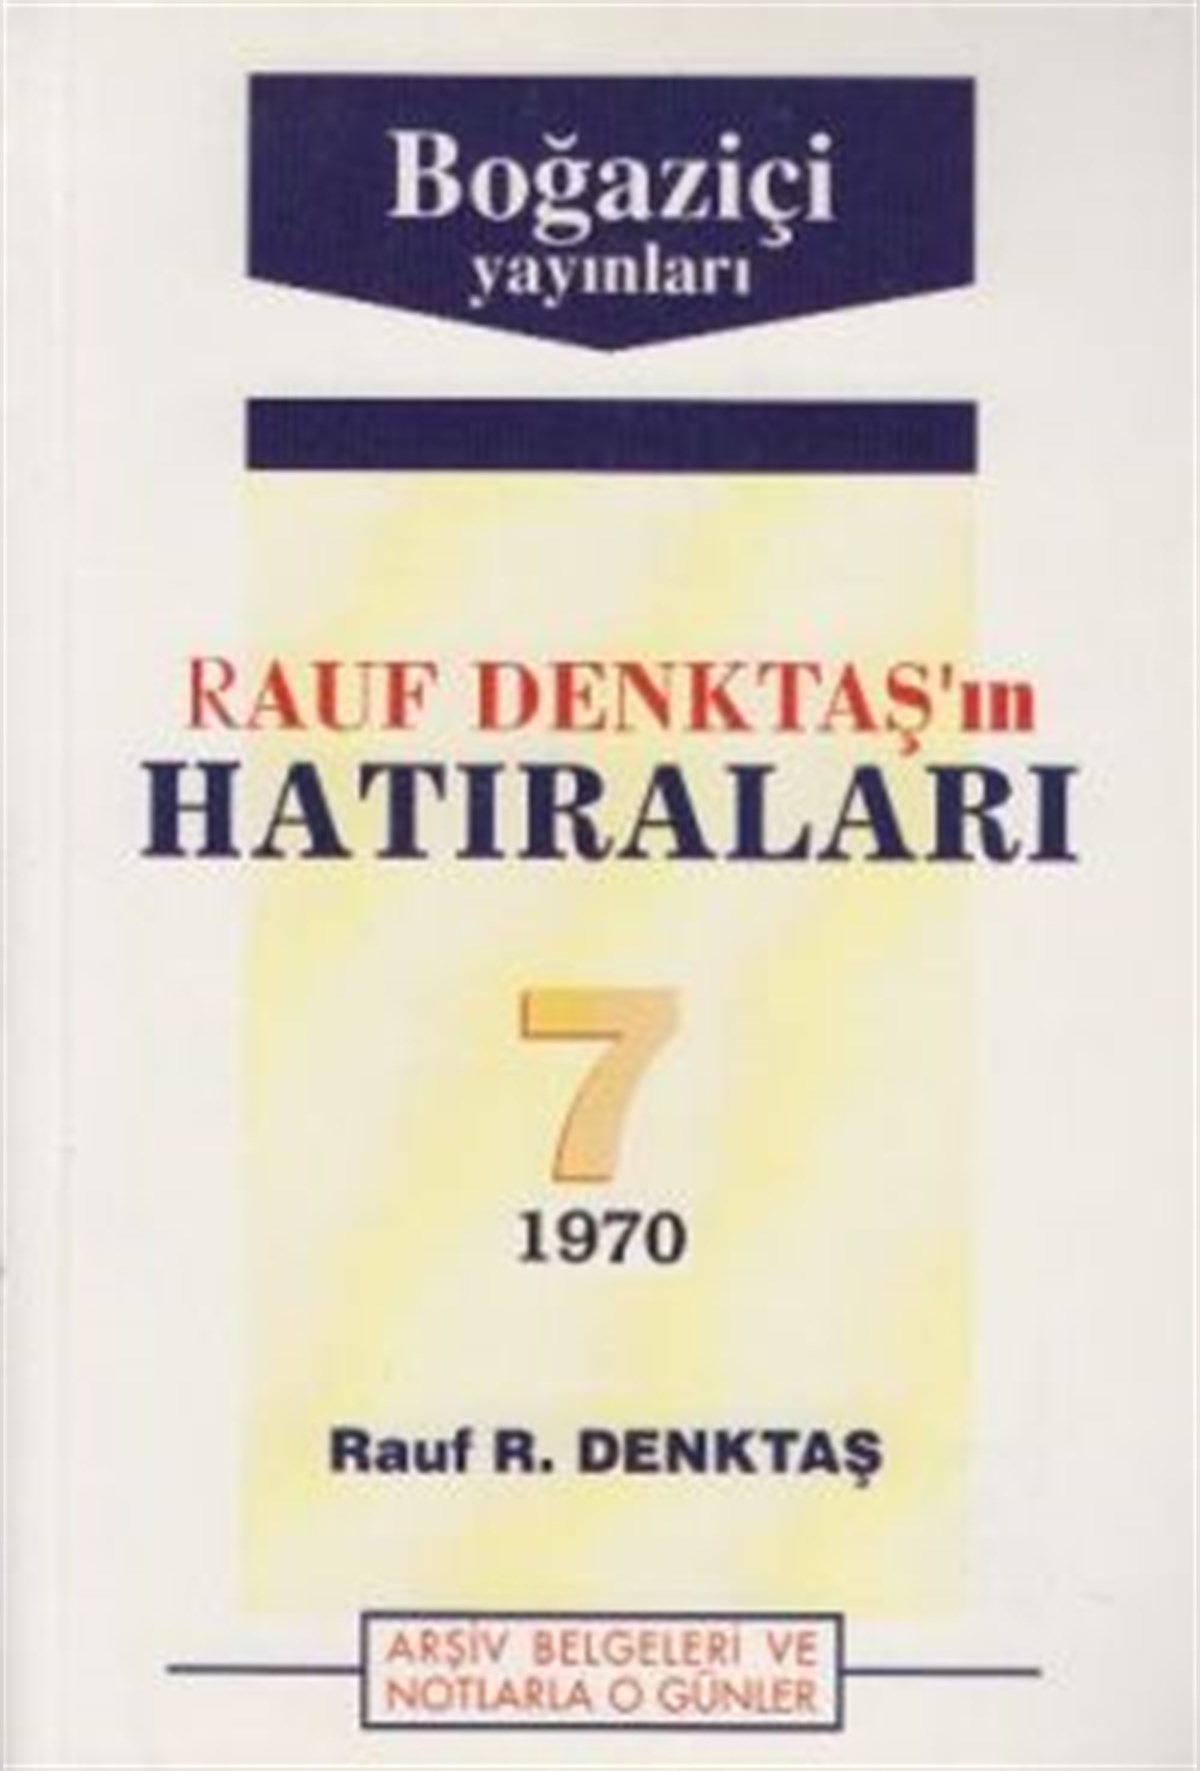 Boğaziçi
yayınları
RAUF DENKTAŞ'ın
HATIRALARI
7
1970
Rauf R. DENKTAŞ
ARŞİV BELGELERİ VE
NOTLARLA O GÜNLER